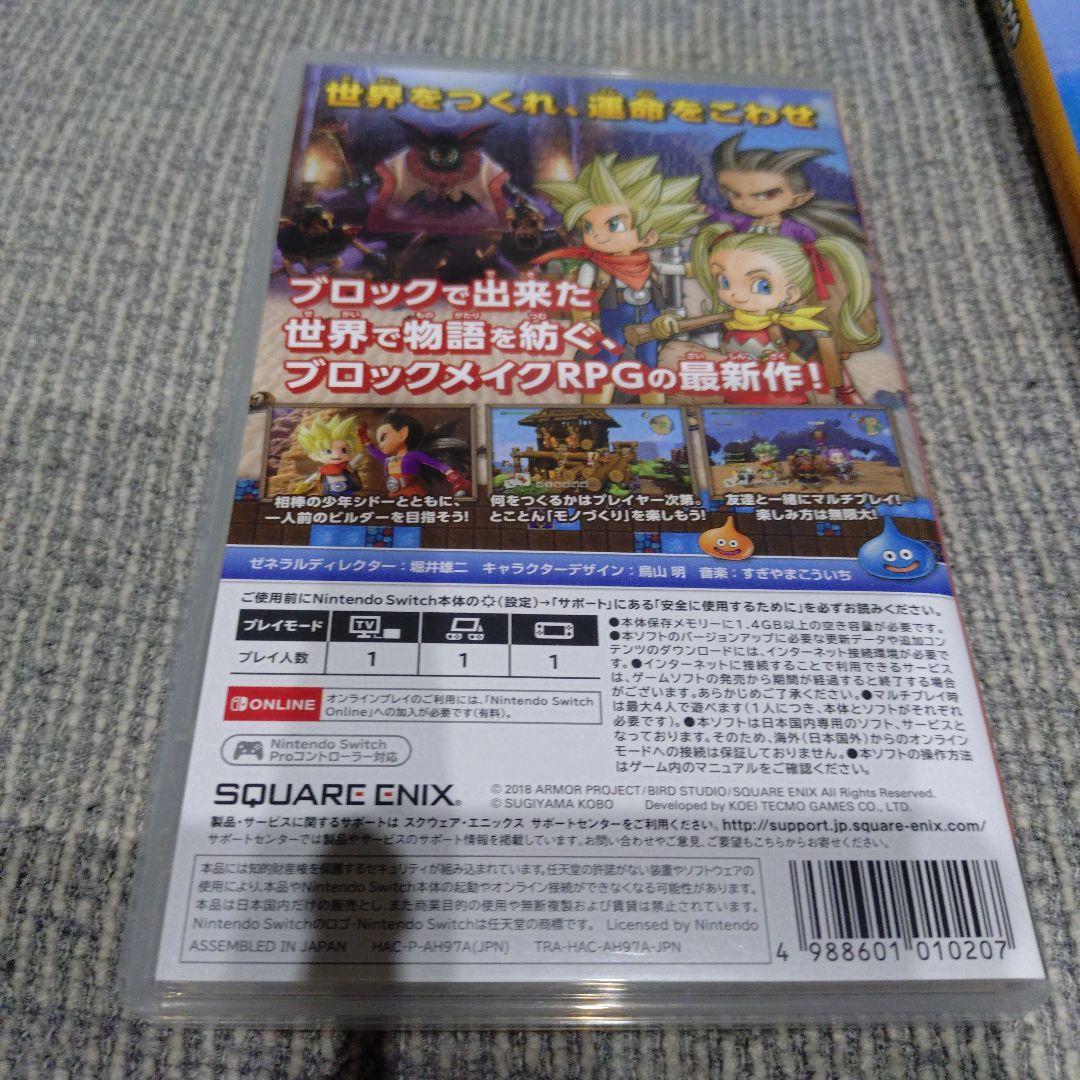 世界をつくれ、運命をこわせ
ブロックで出来た
世界で物語を紡ぐ、
ブロックメイクRPGの最新作!
相棒の少年シドーとともに、
一人前のビルダーを目指そう!
何をつくるかはプレイヤー次第。
とことん「モノづくり」を楽しもう!
友達と一緒にマルチプレイ!
楽しみ方は無限大!
ゼネラルディレクター:堀井雄二 キャラクターデザイン:鳥山 明 音楽:すぎやまこういち
ご使用前にNintendo Switch本体の(設定)→「サポート」にある「安全に使用するために」を必ずお読みください。
プレイモード TV
プレイ人数 1 1 1
ONLINE
オンラインプレイのご利用には、「Nintendo Switch
Online」への加入が必要です(有料)。
Nintendo Switch
Proコントローラー対応
●本体保存メモリーに1.4GB以上の空き容量が必要です。
●本ソフトのバージョンアップに必要な更新データや追加コン
テンツのダウンロードには、インターネット接続環境が必要で
す。●インターネットに接続することで利用できるサービス
は、ゲームソフトの発売から期間が経過すると終了する場合
がございます。あらかじめご了承ください。●マルチプレイ時
は最大4人で遊べます(1人につき、本体とソフトがそれぞれ
必要です)。●本ソフトは日本国内専用のソフト、サービスと
なっております。そのため、海外(日本国外)からのオンライン
モードへの接続は保証しておりません。●本ソフトの操作方法
はゲーム内のマニュアルをご確認ください。
SQUARE ENIX.
© 2018 ARMOR PROJECT/BIRD STUDIO/SQUARE ENIX All Rights Reserved.
© SUGIYAMA KOBO Developed by KOEI TECMO GAMES CO., LTD.
製品・サービスに関するサポートは スクウェア・エニックス サポートセンターをご利用ください。http://support.jp.square-enix.com/
サポートセンターでは製品やサービスのサポート情報を掲載しています。お問い合わせやご意見、ご要望もこちらからお寄せください。
本品には知的財産権を保護するセキュリティが組み込まれています。任天堂の許諾がない装置やソフトウェアの
使用により、本品やNintendo Switch本体の起動やオンライン接続ができなくなる可能性があります。
本品は日本国内だけの販売とし、また商業目的の使用や無断複製および賃貸は禁止されています。
Nintendo Switchのロゴ・Nintendo Switchは任天堂の商標です。 Licensed by Nintendo
ASSEMBLED IN JAPAN HAC-P-AH97A(JPN) TRA-HAC-AH97A-JPN
4 988601 010207